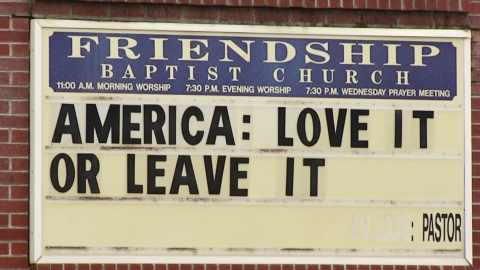 FRIENDSHIP
BAPTIST CHURCH
11:00 A.M. MORNING WORSHIP 7:30 P.M. EVENING WORSHIP 7:30 P.M. WEDNESDAY PRAYER MEETING
AMERICA: LOVE IT
OR LEAVE IT
: PASTOR